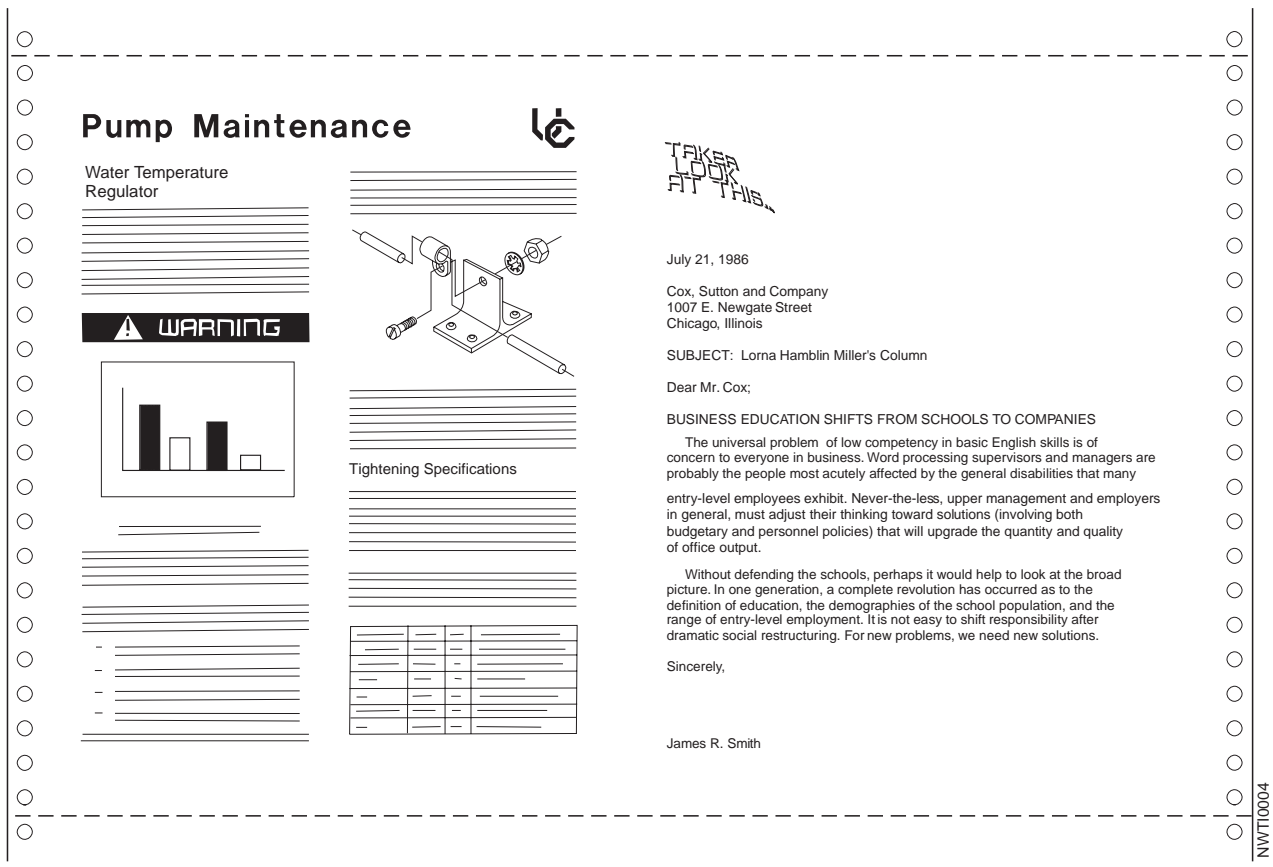 Pump Maintenance
Water Temperature
Regulator
WARNING
Tightening Specifications
TAKE A
LOOK
AT THIS...
July 21, 1986
Cox, Sutton and Company
1007 E. Newgate Street
Chicago, Illinois
SUBJECT: Lorna Hamblin Miller's Column
Dear Mr. Cox;
BUSINESS EDUCATION SHIFTS FROM SCHOOLS TO COMPANIES
The universal problem of low competency in basic English skills is of
concern to everyone in business. Word processing supervisors and managers are
probably the people most acutely affected by the general disabilities that many
entry-level employees exhibit. Never-the-less, upper management and employers
in general, must adjust their thinking toward solutions (involving both
budgetary and personnel policies) that will upgrade the quantity and quality
of office output.
Without defending the schools, perhaps it would help to look at the broad
picture. In one generation, a complete revolution has occurred as to the
definition of education, the demographies of the school population, and the
range of entry-level employment. It is not easy to shift responsibility after
dramatic social restructuring. For new problems, we need new solutions.
Sincerely,
James R. Smith
NWTI0004